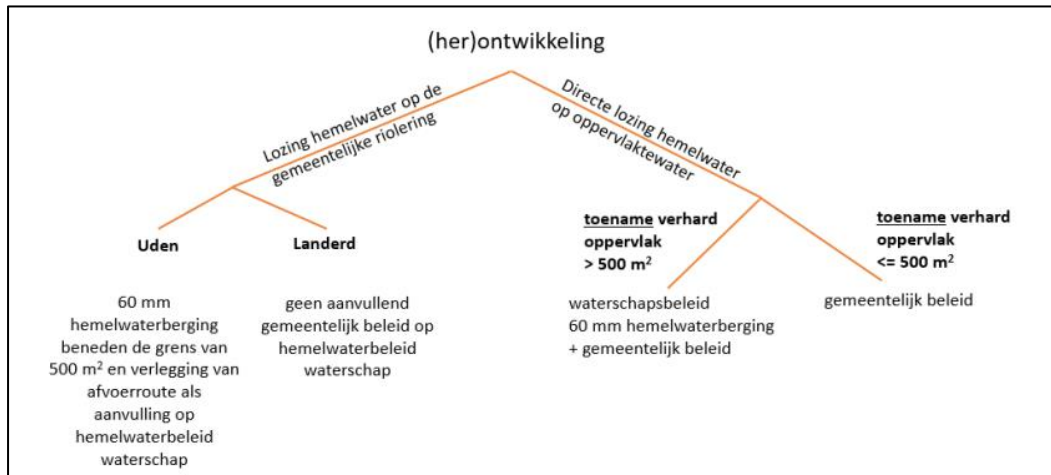 (her)ontwikkeling
Lozing hemelwater op de
gemeentelijke riolering
Directe lozing hemelwater
op oppervlaktewater
Uden
60 mm
hemelwaterberging
beneden de grens van
500 m² en verlegging van
afvoerroute als
aanvulling op
hemelwaterbeleid
waterschap
Landerd
geen aanvullend
gemeentelijk beleid op
hemelwaterbeleid
waterschap
toename verhard
oppervlak
> 500 m²
waterschapsbeleid
60 mm hemelwaterberging
+ gemeentelijk beleid
toename verhard
oppervlak
<= 500 m²
gemeentelijk beleid